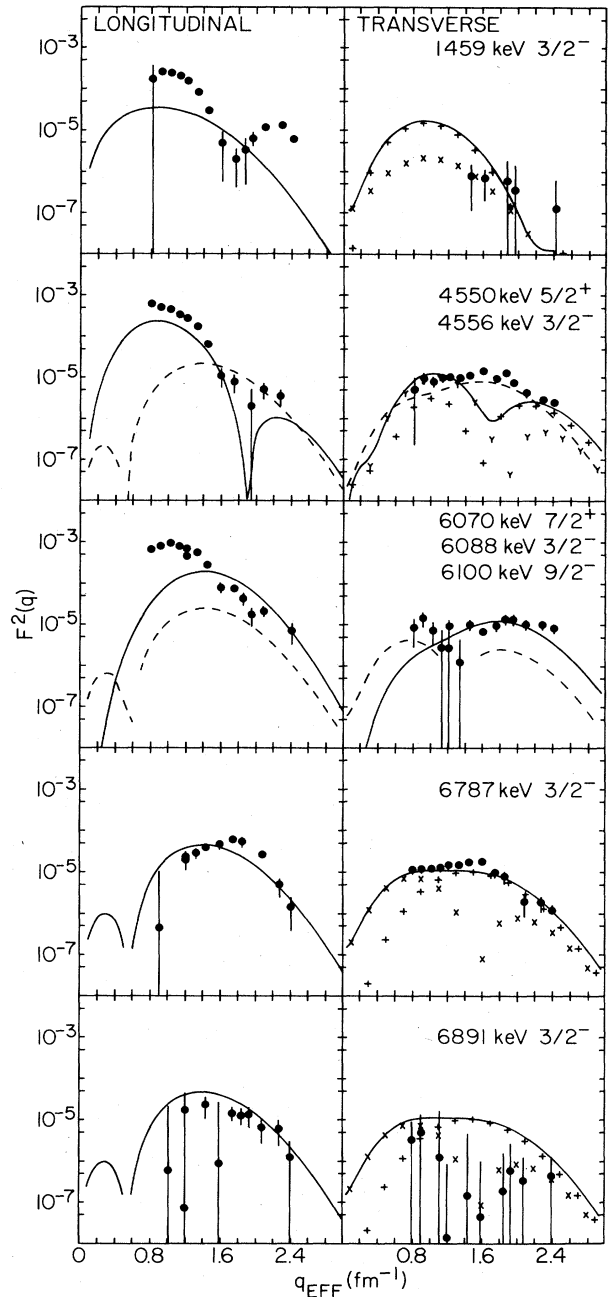 LONGITUDINAL TRANSVERSE
1459 keV 3/2⁻
10⁻³
10⁻⁵
10⁻⁷
4550 keV 5/2⁺
4556 keV 3/2⁻
10⁻³
10⁻⁵
10⁻⁷
6070 keV 7/2⁺
6088 keV 3/2⁻
6100 keV 9/2⁻
10⁻³
10⁻⁵
10⁻⁷
F²(q)
6787 keV 3/2⁻
10⁻³
10⁻⁵
10⁻⁷
6891 keV 3/2⁻
10⁻³
10⁻⁵
10⁻⁷
0 0.8 1.6 2.4 0.8 1.6 2.4
q_EFF (fm⁻¹)